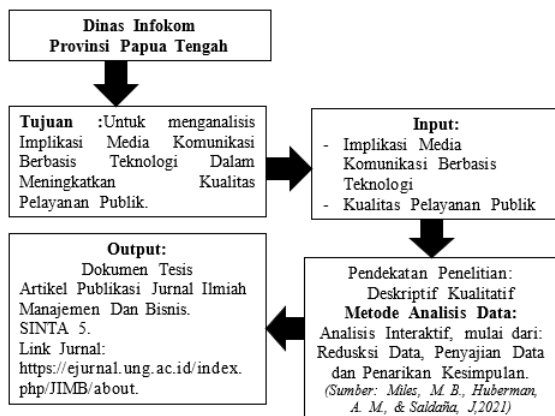 Dinas Infokom
Provinsi Papua Tengah
Tujuan :Untuk menganalisis
Implikasi Media Komunikasi
Berbasis Teknologi Dalam
Meningkatkan Kualitas
Pelayanan Publik.
Input:
- Implikasi Media
Komunikasi Berbasis
Teknologi
- Kualitas Pelayanan Publik
Pendekatan Penelitian:
Deskriptif Kualitatif
Metode Analisis Data:
Analisis Interaktif, mulai dari:
Reduksksi Data, Penyajian Data
dan Penarikan Kesimpulan.
(Sumber: Miles, M. B., Huberman,
A. M., & Saldaña, J,2021)
Output:
Dokumen Tesis
Artikel Publikasi Jurnal Ilmiah
Manajemen Dan Bisnis.
SINTA 5.
Link Jurnal:
https://ejurnal.ung.ac.id/index.
php/JIMB/about.